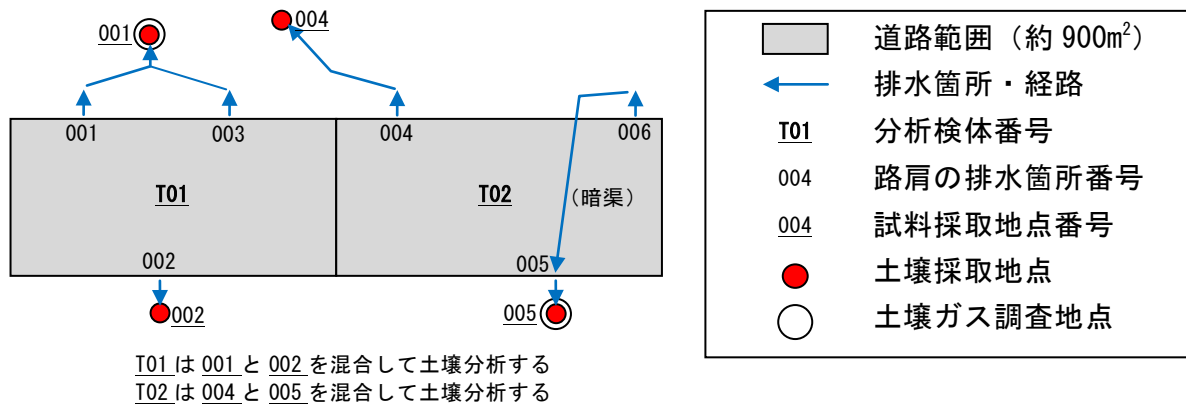 001
004
001
003
004
006
T01
T02
(暗渠)
002
005
002
005
T01 は 001 と 002 を混合して土壌分析する
T02 は 004 と 005 を混合して土壌分析する
道路範囲（約 900m²）
排水箇所・経路
T01 分析検体番号
004 路肩の排水箇所番号
004 試料採取地点番号
土壌採取地点
土壌ガス調査地点